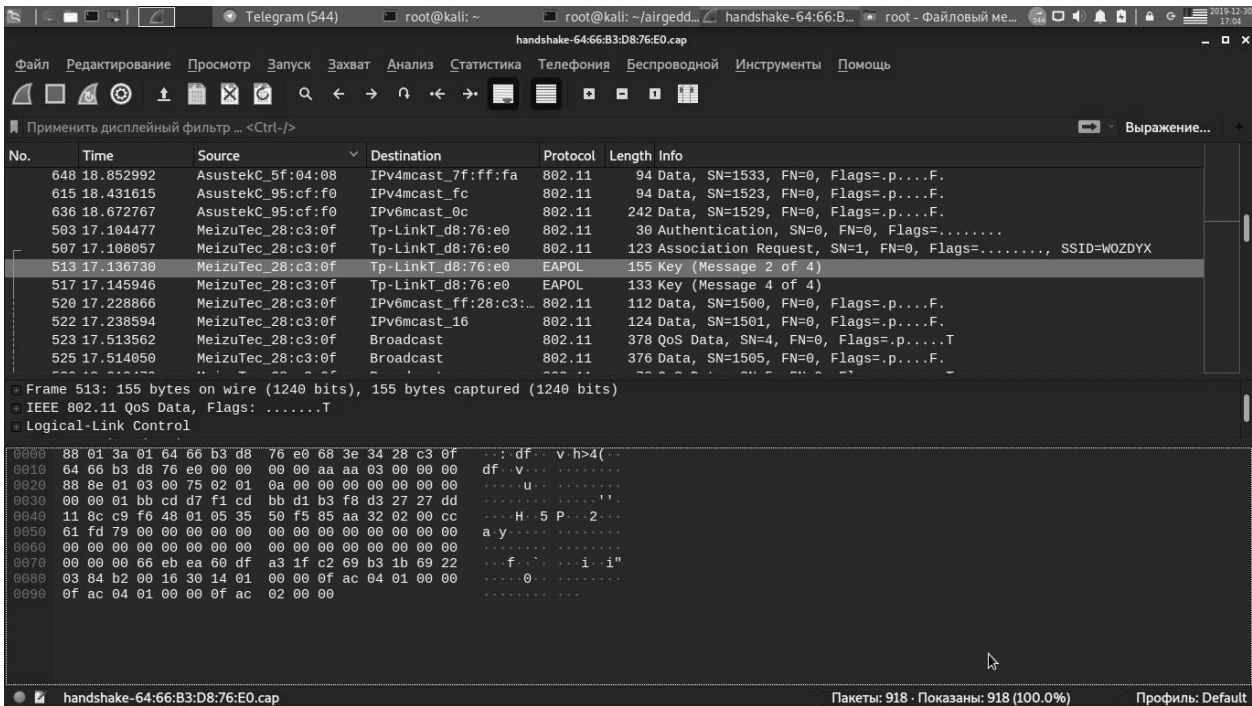 Telegram (544) root@kali: ~ root@kali: ~/airgedd... handshake-64:66:B... root - Файловый ме... 544 2019-12-30
17:04
handshake-64:66:B3:D8:76:E0.cap
Файл Редактирование Просмотр Запуск Захват Анализ Статистика Телефония Беспроводной Инструменты Помощь
Применить дисплейный фильтр ... <Ctrl-/> Выражение... +
No. Time Source Destination Protocol Length Info
648 18.852992 AsustekC_5f:04:08 IPv4mcast_7f:ff:fa 802.11 94 Data, SN=1533, FN=0, Flags=.p....F.
615 18.431615 AsustekC_95:cf:f0 IPv4mcast_fc 802.11 94 Data, SN=1523, FN=0, Flags=.p....F.
636 18.672767 AsustekC_95:cf:f0 IPv6mcast_0c 802.11 242 Data, SN=1529, FN=0, Flags=.p....F.
503 17.104477 MeizuTec_28:c3:0f Tp-LinkT_d8:76:e0 802.11 30 Authentication, SN=0, FN=0, Flags=........
507 17.108057 MeizuTec_28:c3:0f Tp-LinkT_d8:76:e0 802.11 123 Association Request, SN=1, FN=0, Flags=........, SSID=WOZDYX
513 17.136730 MeizuTec_28:c3:0f Tp-LinkT_d8:76:e0 EAPOL 155 Key (Message 2 of 4)
517 17.145946 MeizuTec_28:c3:0f Tp-LinkT_d8:76:e0 EAPOL 133 Key (Message 4 of 4)
520 17.228866 MeizuTec_28:c3:0f IPv6mcast_ff:28:c3:... 802.11 112 Data, SN=1500, FN=0, Flags=.p....F.
522 17.238594 MeizuTec_28:c3:0f IPv6mcast_16 802.11 124 Data, SN=1501, FN=0, Flags=.p....F.
523 17.513562 MeizuTec_28:c3:0f Broadcast 802.11 378 QoS Data, SN=4, FN=0, Flags=.p.....T
525 17.514050 MeizuTec_28:c3:0f Broadcast 802.11 376 Data, SN=1505, FN=0, Flags=.p....F.
Frame 513: 155 bytes on wire (1240 bits), 155 bytes captured (1240 bits)
IEEE 802.11 QoS Data, Flags: .......T
Logical-Link Control
0000 88 01 3a 01 64 66 b3 d8 76 e0 68 3e 34 28 c3 0f ··:·df·· v·h>4(··
0010 64 66 b3 d8 76 e0 00 00 00 00 aa aa 03 00 00 00 df··v··· ········
0020 88 8e 01 03 00 75 02 01 0a 00 00 00 00 00 00 00 ·····u·· ········
0030 00 00 01 bb cd d7 f1 cd bb d1 b3 f8 d3 27 27 dd ········ ·····''·
0040 11 8c c9 f6 48 01 05 35 50 f5 85 aa 32 02 00 cc ····H··5 P···2···
0050 61 fd 79 00 00 00 00 00 00 00 00 00 00 00 00 00 a·y····· ········
0060 00 00 00 00 00 00 00 00 00 00 00 00 00 00 00 00 ········ ········
0070 00 00 00 66 eb ea 60 df a3 1f c2 69 b3 1b 69 22 ···f··`· ···i··i"
0080 03 84 b2 00 16 30 14 01 00 00 0f ac 04 01 00 00 ·····0·· ········
0090 0f ac 04 01 00 00 0f ac 02 00 00 ········ ···
handshake-64:66:B3:D8:76:E0.cap Пакеты: 918 · Показаны: 918 (100.0%) Профиль: Default